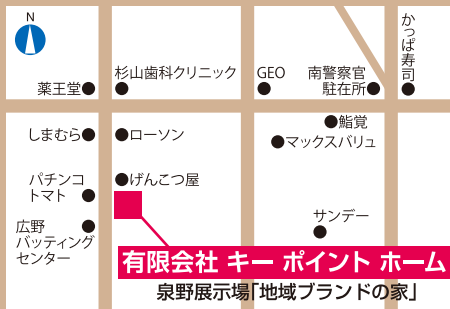 N
かっぱ寿司
杉山歯科クリニック
GEO
南警察官
駐在所
薬王堂
しまむら
ローソン
鮨覚
マックスバリュ
パチンコ
トマト
げんこつ屋
広野
バッティング
センター
サンデー
有限会社 キー ポイント ホーム
泉野展示場「地域ブランドの家」